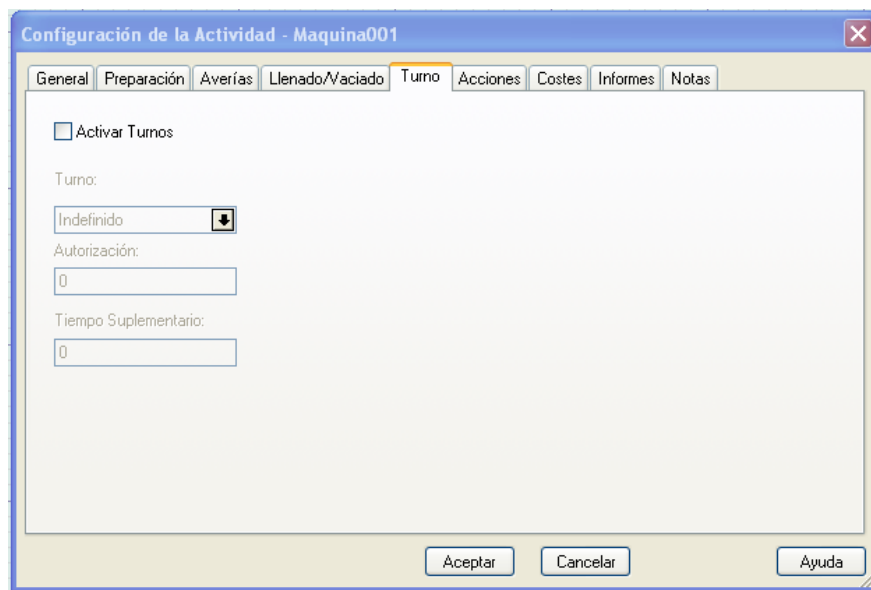 Configuración de la Actividad - Maquina001
General Preparación Averías Llenado/Vaciado Turno Acciones Costes Informes Notas
Activar Turnos
Turno:
Indefinido
Autorización:
0
Tiempo Suplementario:
0
Aceptar Cancelar Ayuda